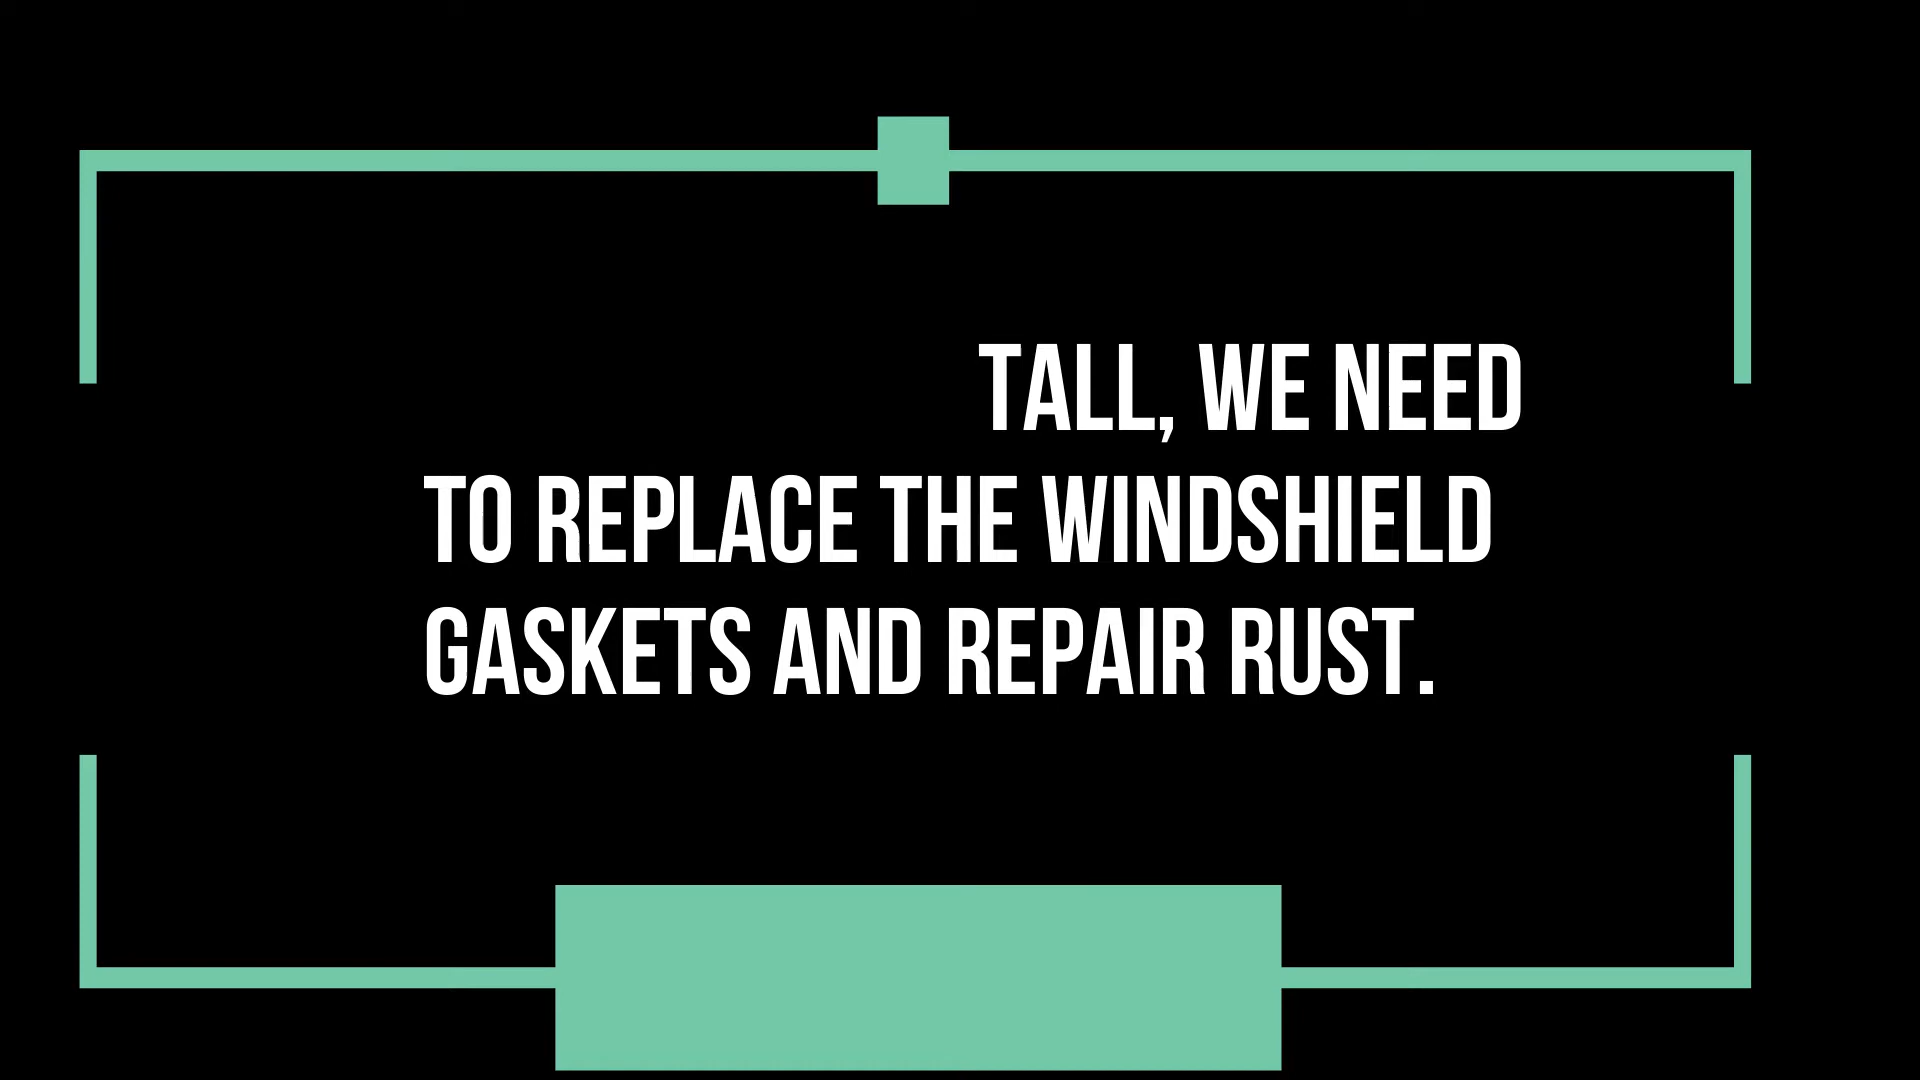 TALL, WE NEED
TO REPLACE THE WINDSHIELD
GASKETS AND REPAIR RUST.